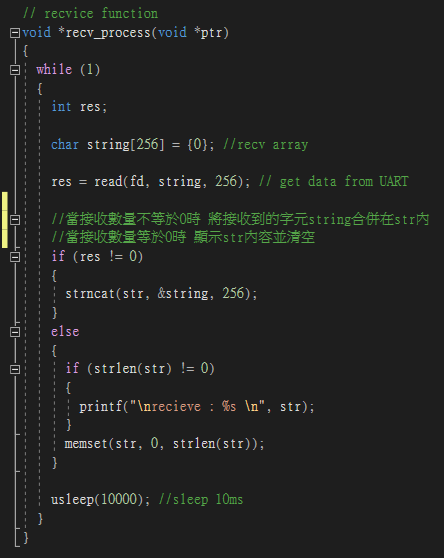 // recvice function
void *recv_process(void *ptr)
{
while (1)
{
int res;
char string[256] = {0}; //recv array
res = read(fd, string, 256); // get data from UART
//當接收數量不等於0時 將接收到的字元string合併在str內
//當接收數量等於0時 顯示str內容並清空
if (res != 0)
{
strncat(str, &string, 256);
}
else
{
if (strlen(str) != 0)
{
printf("\nrecieve : %s \n", str);
}
memset(str, 0, strlen(str));
}
usleep(10000); //sleep 10ms
}
}